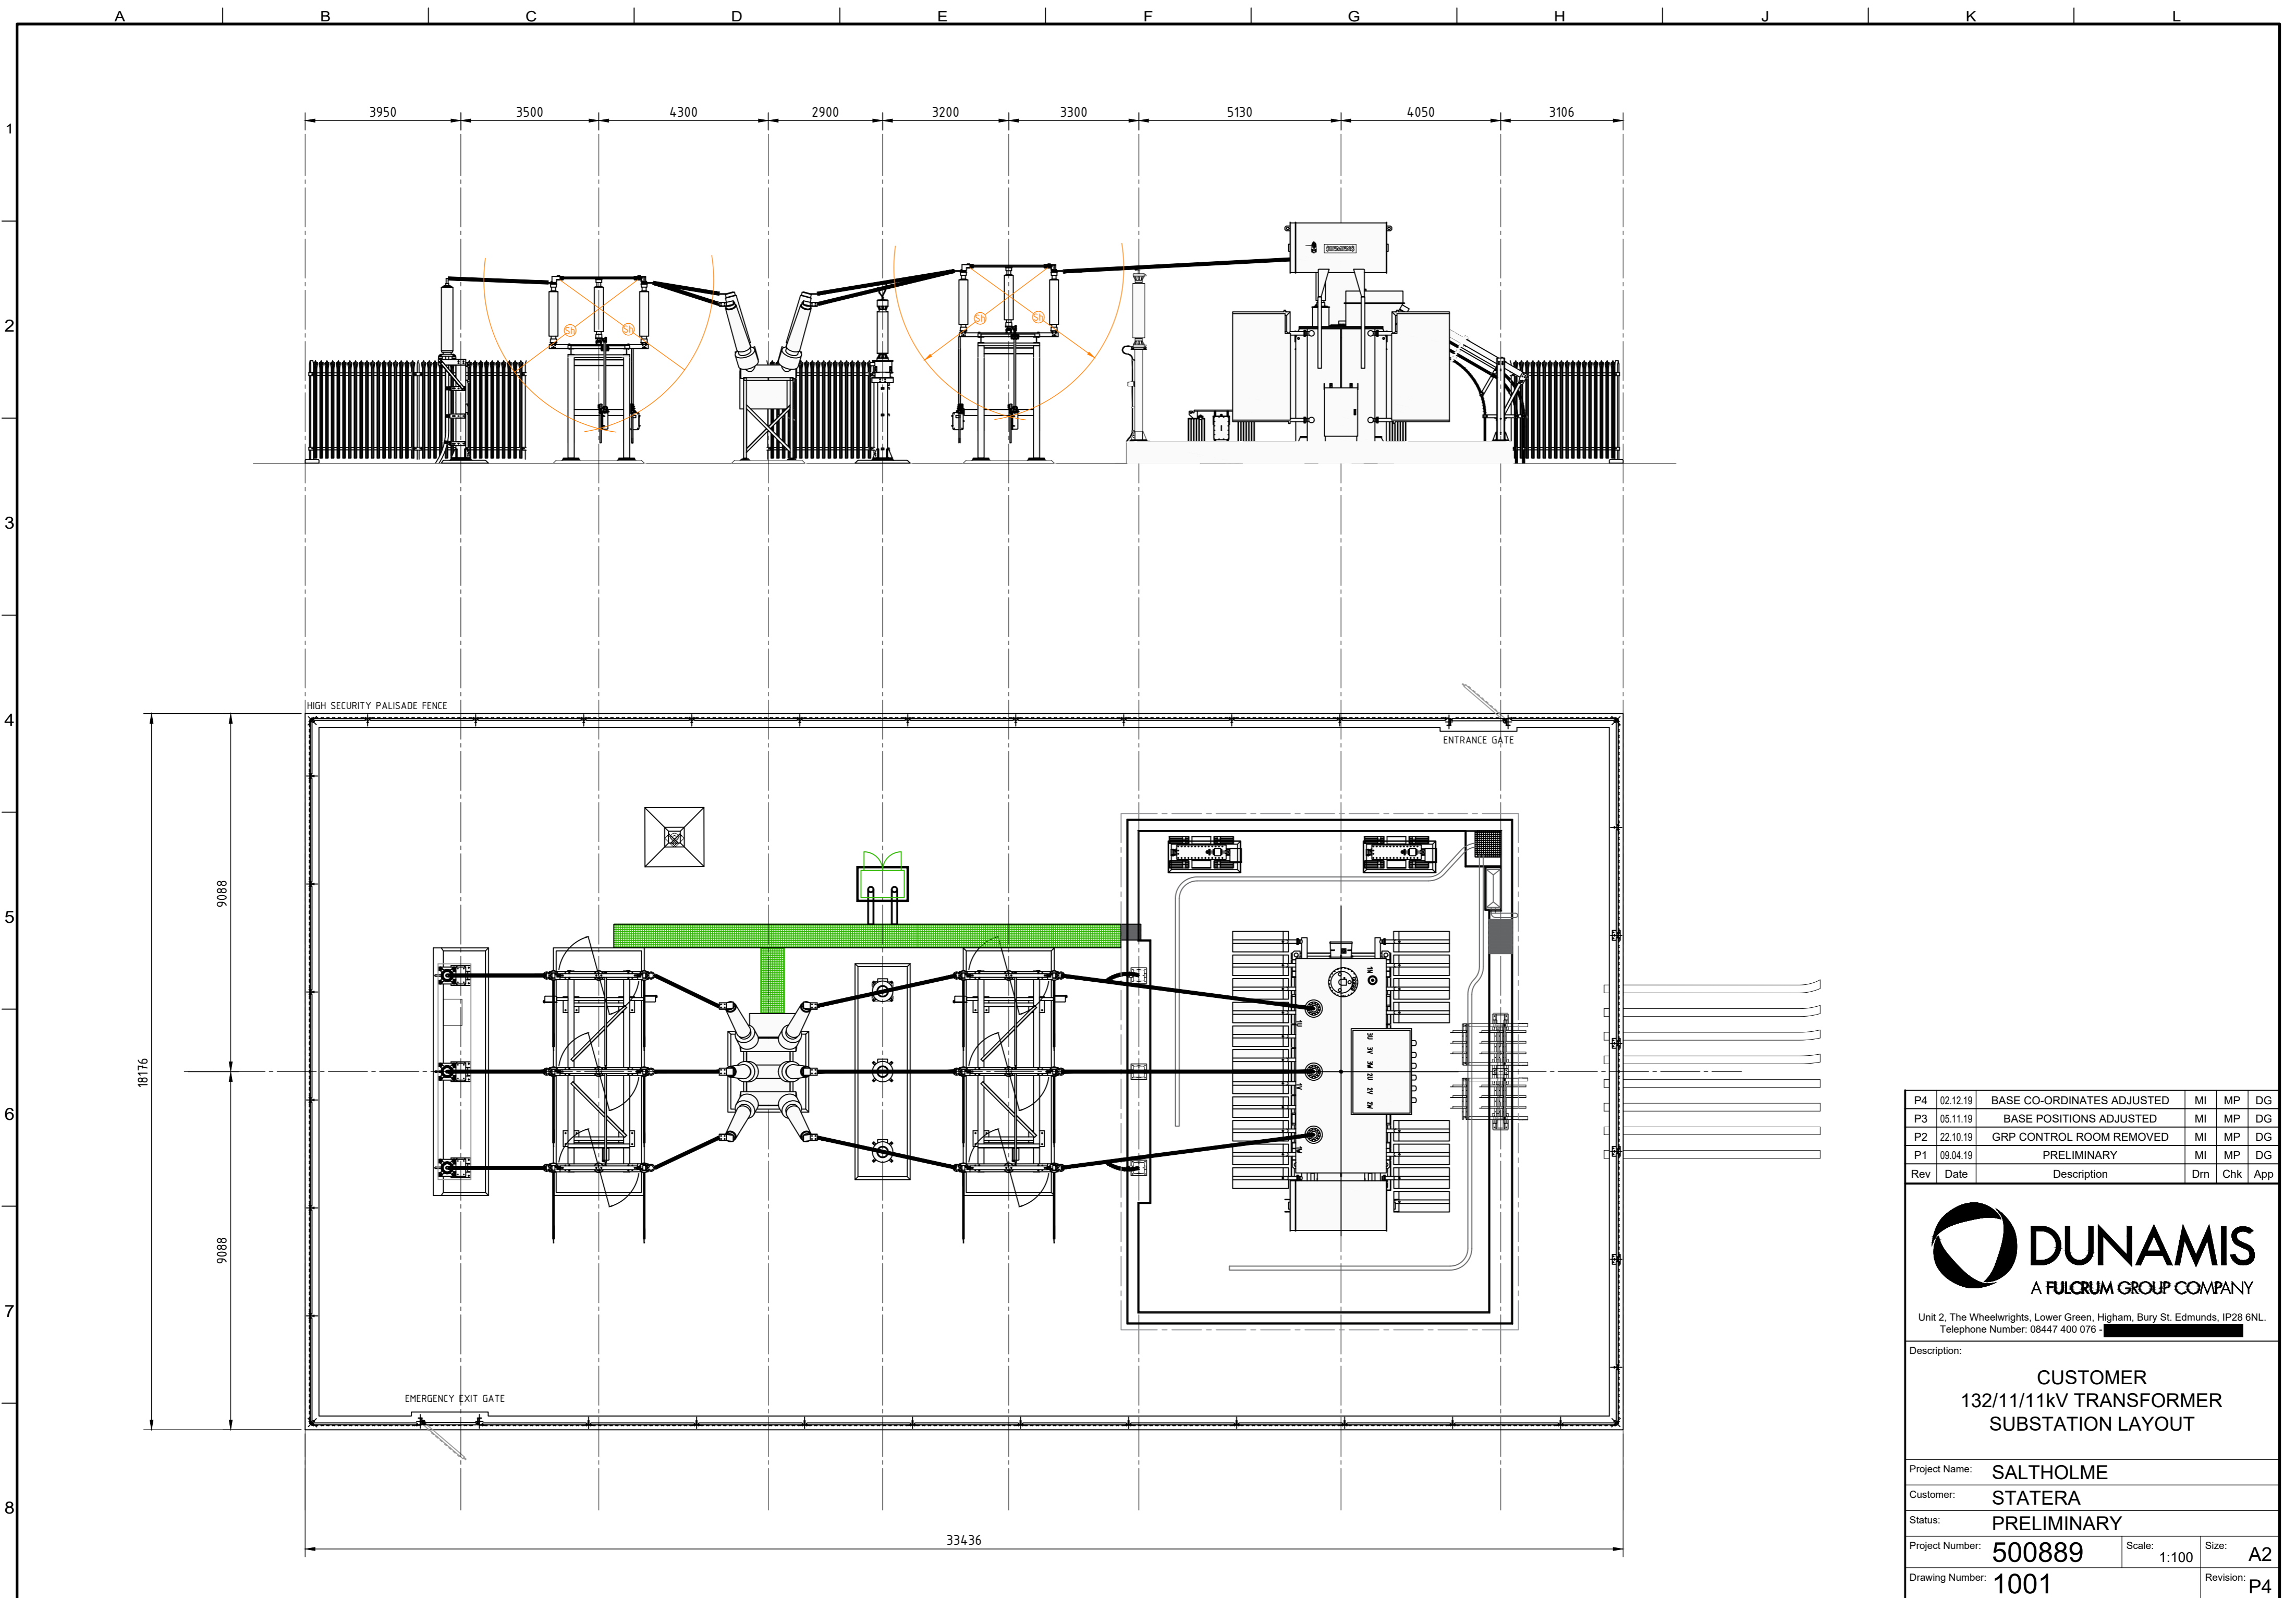 A B C D E F G H J K L
1
2
3
4
5
6
7
8
3950 3500 4300 2900 3200 3300 5130 4050 3106
Sh Sh Sh Sh
SIEMENS
HIGH SECURITY PALISADE FENCE
ENTRANCE GATE
9088
18176
9088
EMERGENCY EXIT GATE
33436
P4 02.12.19 BASE CO-ORDINATES ADJUSTED MI MP DG
P3 05.11.19 BASE POSITIONS ADJUSTED MI MP DG
P2 22.10.19 GRP CONTROL ROOM REMOVED MI MP DG
P1 09.04.19 PRELIMINARY MI MP DG
Rev Date Description Drn Chk App
DUNAMIS
A FULCRUM GROUP COMPANY
Unit 2, The Wheelwrights, Lower Green, Higham, Bury St. Edmunds, IP28 6NL.
Telephone Number: 08447 400 076 -
Description:
CUSTOMER
132/11/11kV TRANSFORMER
SUBSTATION LAYOUT
Project Name: SALTHOLME
Customer: STATERA
Status: PRELIMINARY
Project Number: 500889 Scale: 1:100 Size: A2
Drawing Number: 1001 Revision: P4